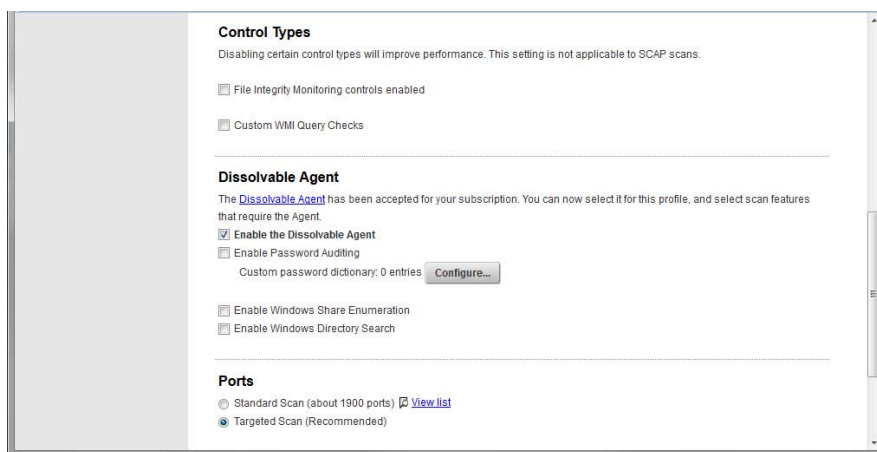 Control Types
Disabling certain control types will improve performance. This setting is not applicable to SCAP scans.
File Integrity Monitoring controls enabled
Custom WMI Query Checks
Dissolvable Agent
The Dissolvable Agent has been accepted for your subscription. You can now select it for this profile, and select scan features
that require the Agent.
Enable the Dissolvable Agent
Enable Password Auditing
Custom password dictionary: 0 entries Configure...
Enable Windows Share Enumeration
Enable Windows Directory Search
Ports
Standard Scan (about 1900 ports) View list
Targeted Scan (Recommended)